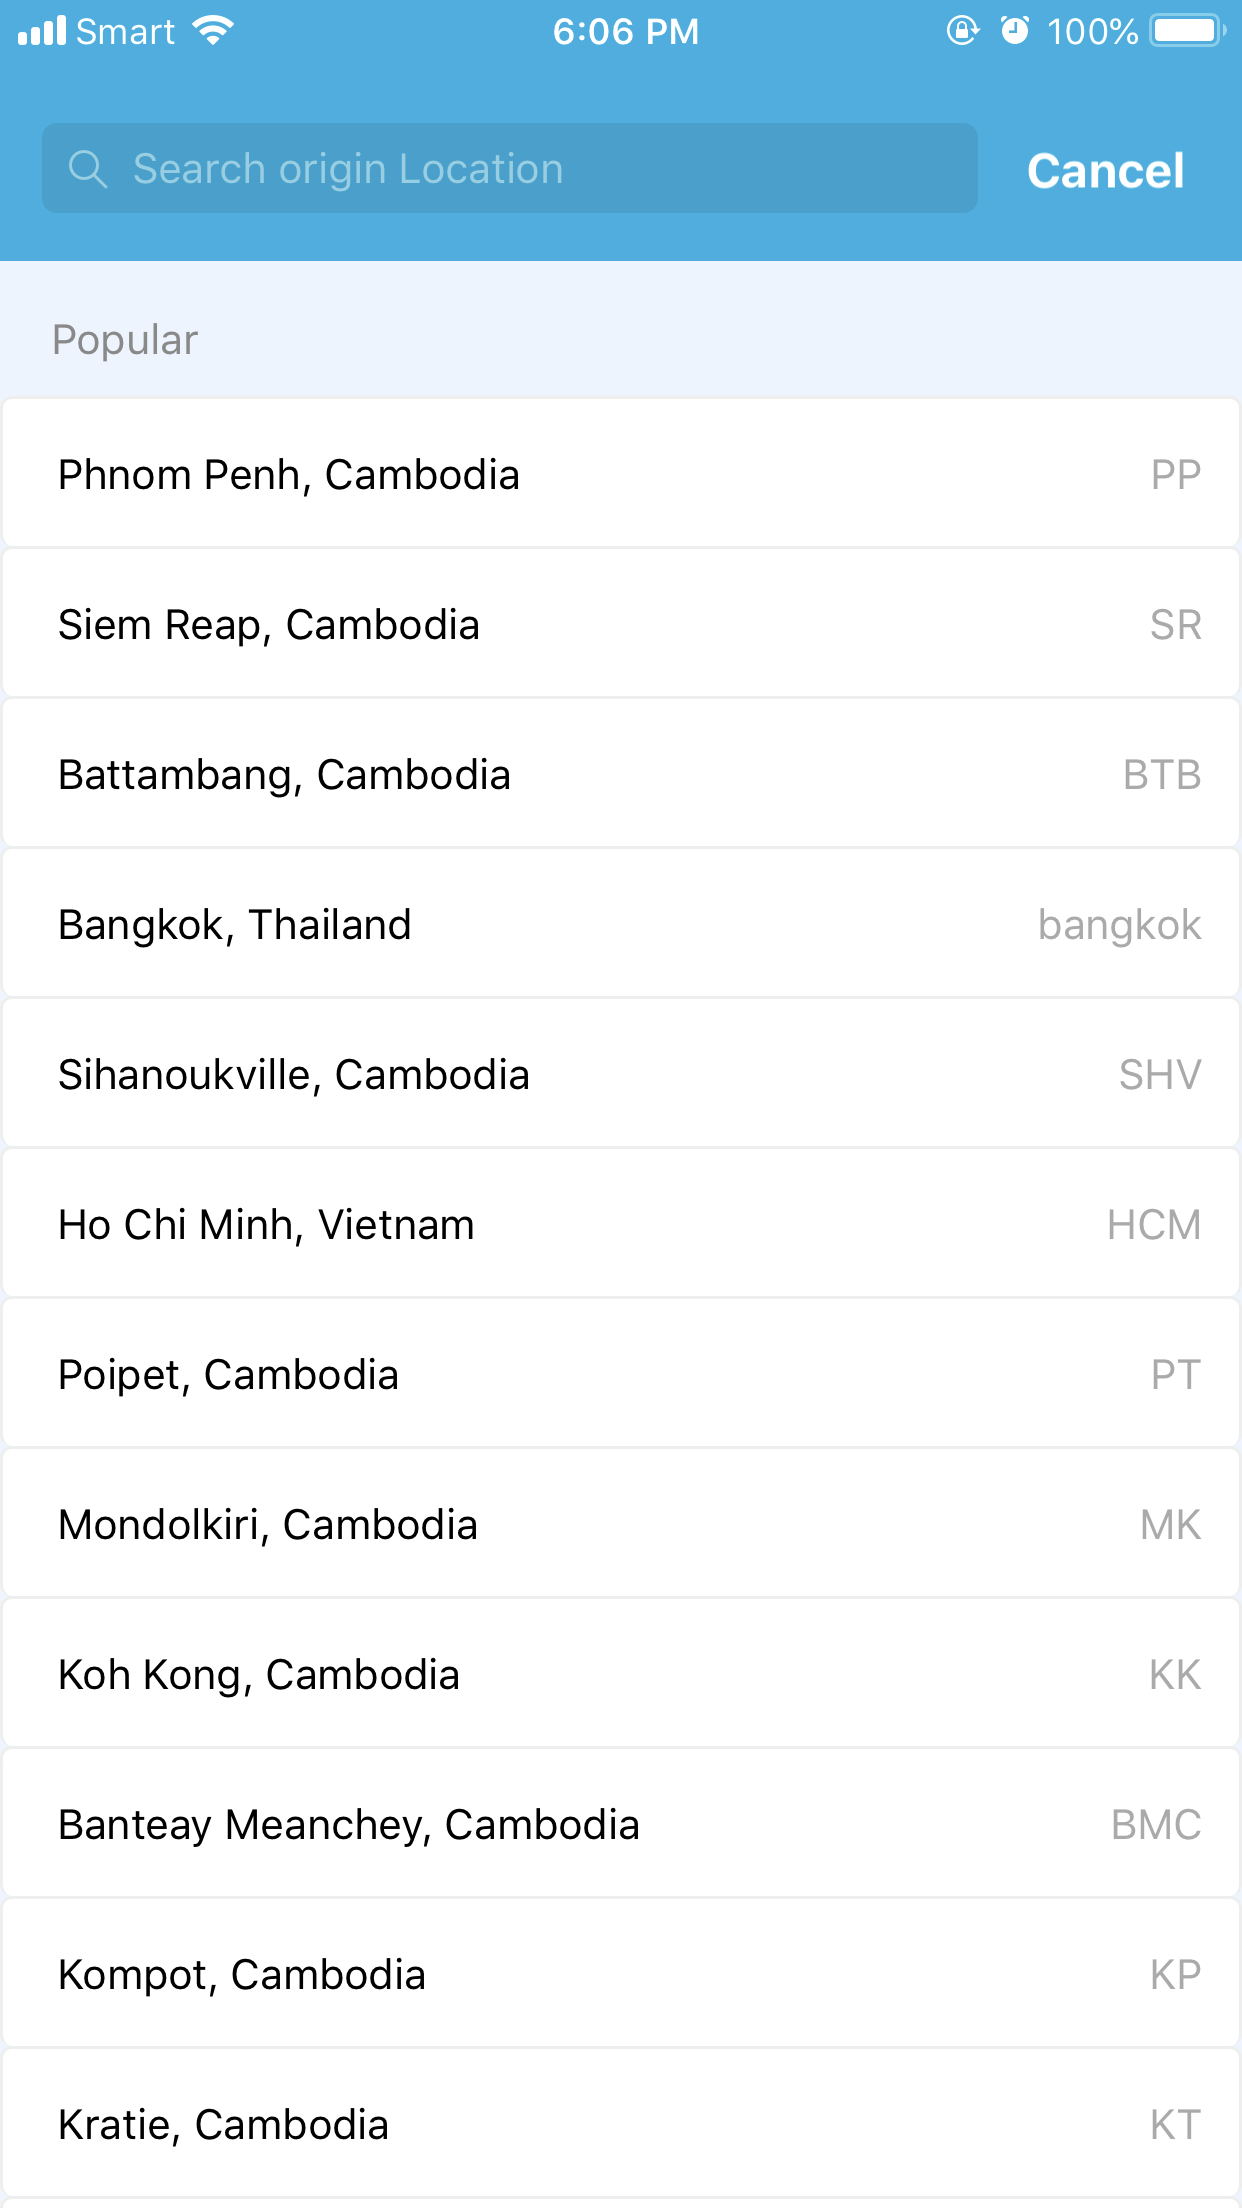 Smart 6:06 PM 100%
Search origin Location Cancel
Popular
Phnom Penh, Cambodia PP
Siem Reap, Cambodia SR
Battambang, Cambodia BTB
Bangkok, Thailand bangkok
Sihanoukville, Cambodia SHV
Ho Chi Minh, Vietnam HCM
Poipet, Cambodia PT
Mondolkiri, Cambodia MK
Koh Kong, Cambodia KK
Banteay Meanchey, Cambodia BMC
Kompot, Cambodia KP
Kratie, Cambodia KT